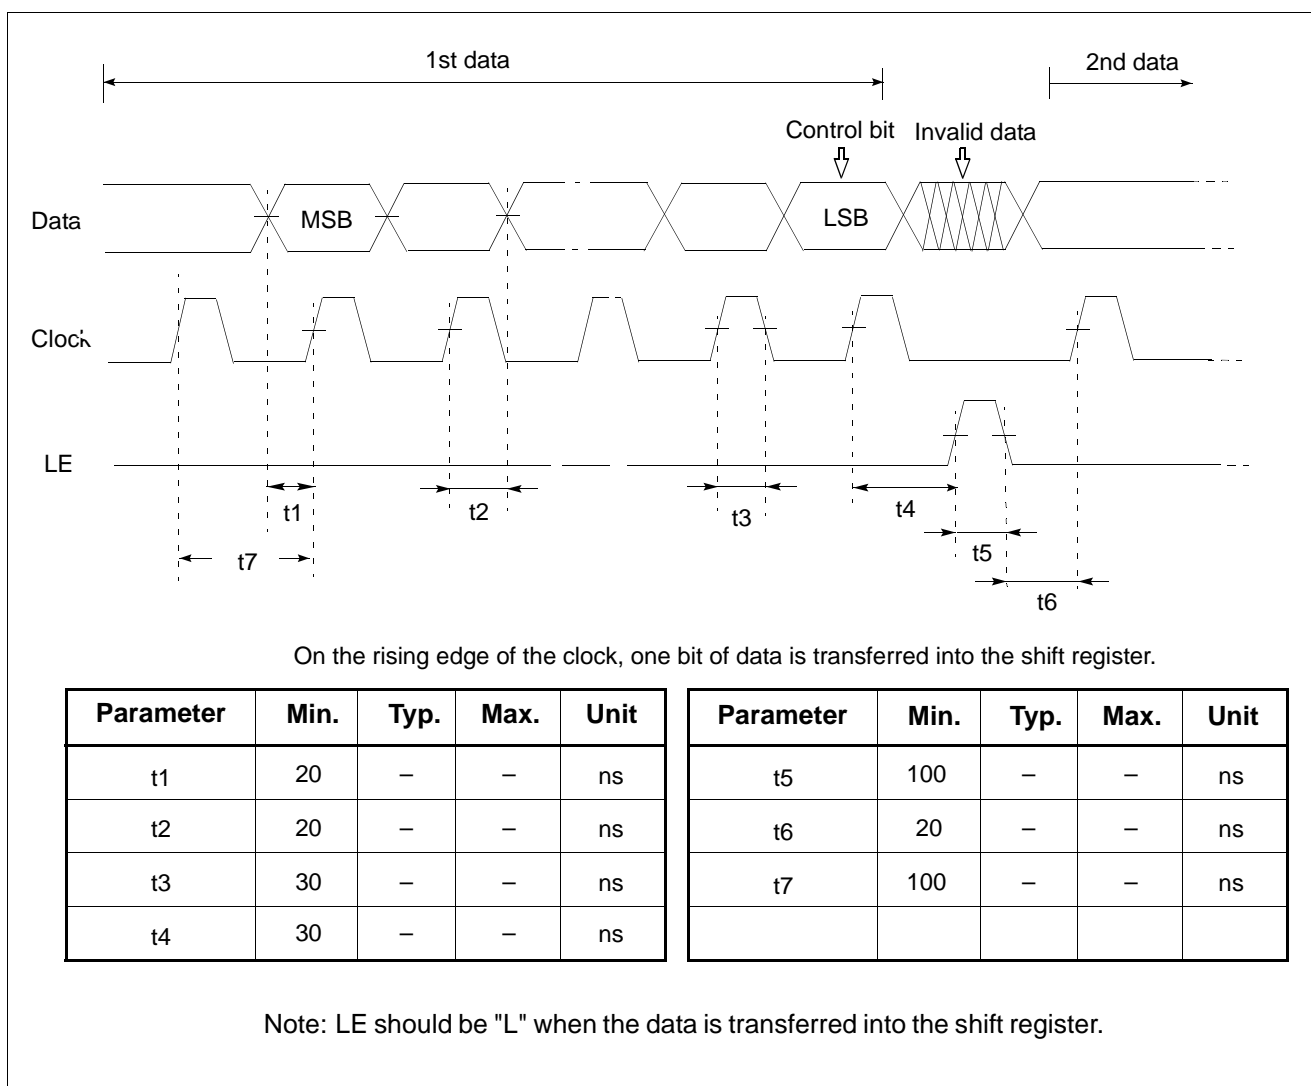 1st data
2nd data
Control bit
Invalid data
Data
MSB
LSB
Clock
LE
t1
t2
t3
t4
t5
t6
t7
On the rising edge of the clock, one bit of data is transferred into the shift register.
Parameter Min. Typ. Max. Unit
t1 20 – – ns
t2 20 – – ns
t3 30 – – ns
t4 30 – – ns
Parameter Min. Typ. Max. Unit
t5 100 – – ns
t6 20 – – ns
t7 100 – – ns
Note: LE should be "L" when the data is transferred into the shift register.